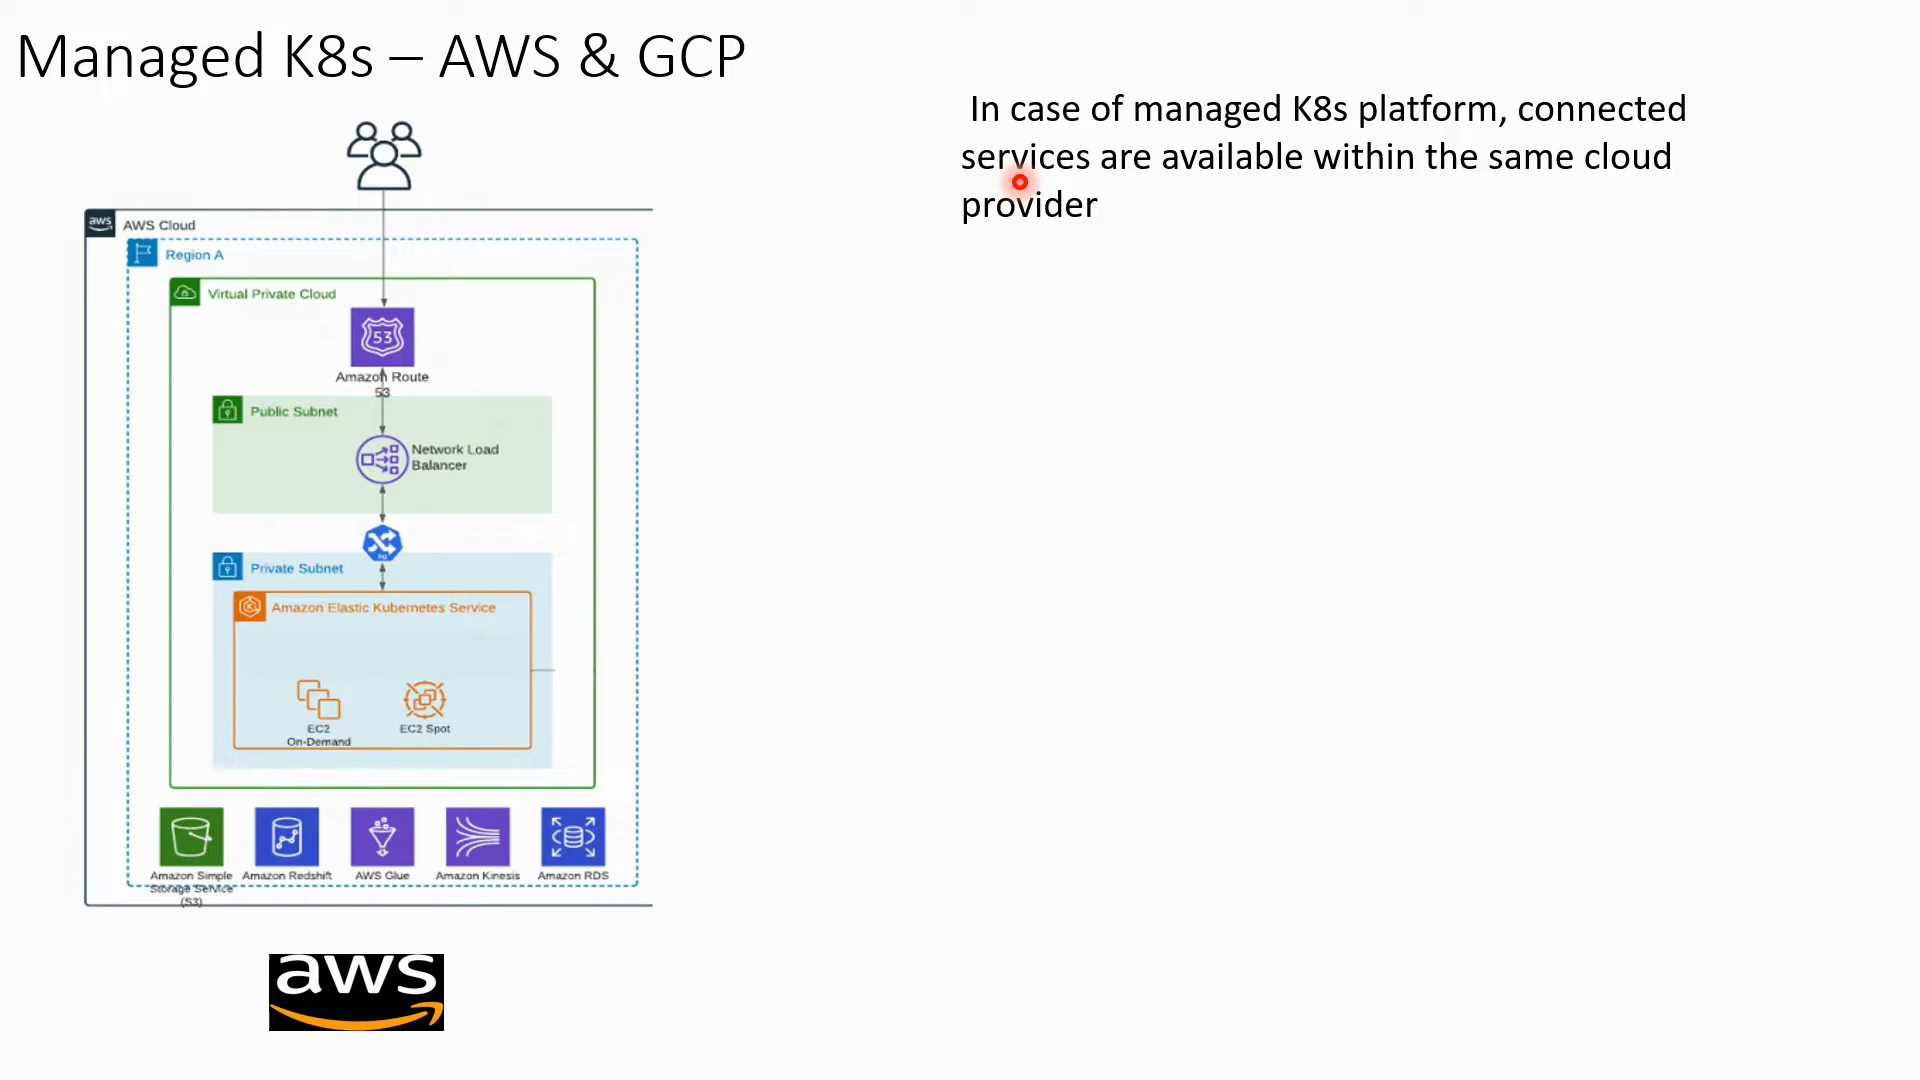 Managed K8s – AWS & GCP
In case of managed K8s platform, connected
services are available within the same cloud
provider
aws
AWS Cloud
Region A
Virtual Private Cloud
53
Amazon Route
53
Public Subnet
Network Load
Balancer
ing
Private Subnet
Amazon Elastic Kubernetes Service
EC2
On-Demand
EC2 Spot
Amazon Simple
Storage Service
(S3)
Amazon Redshift
AWS Glue
Amazon Kinesis
Amazon RDS
aws